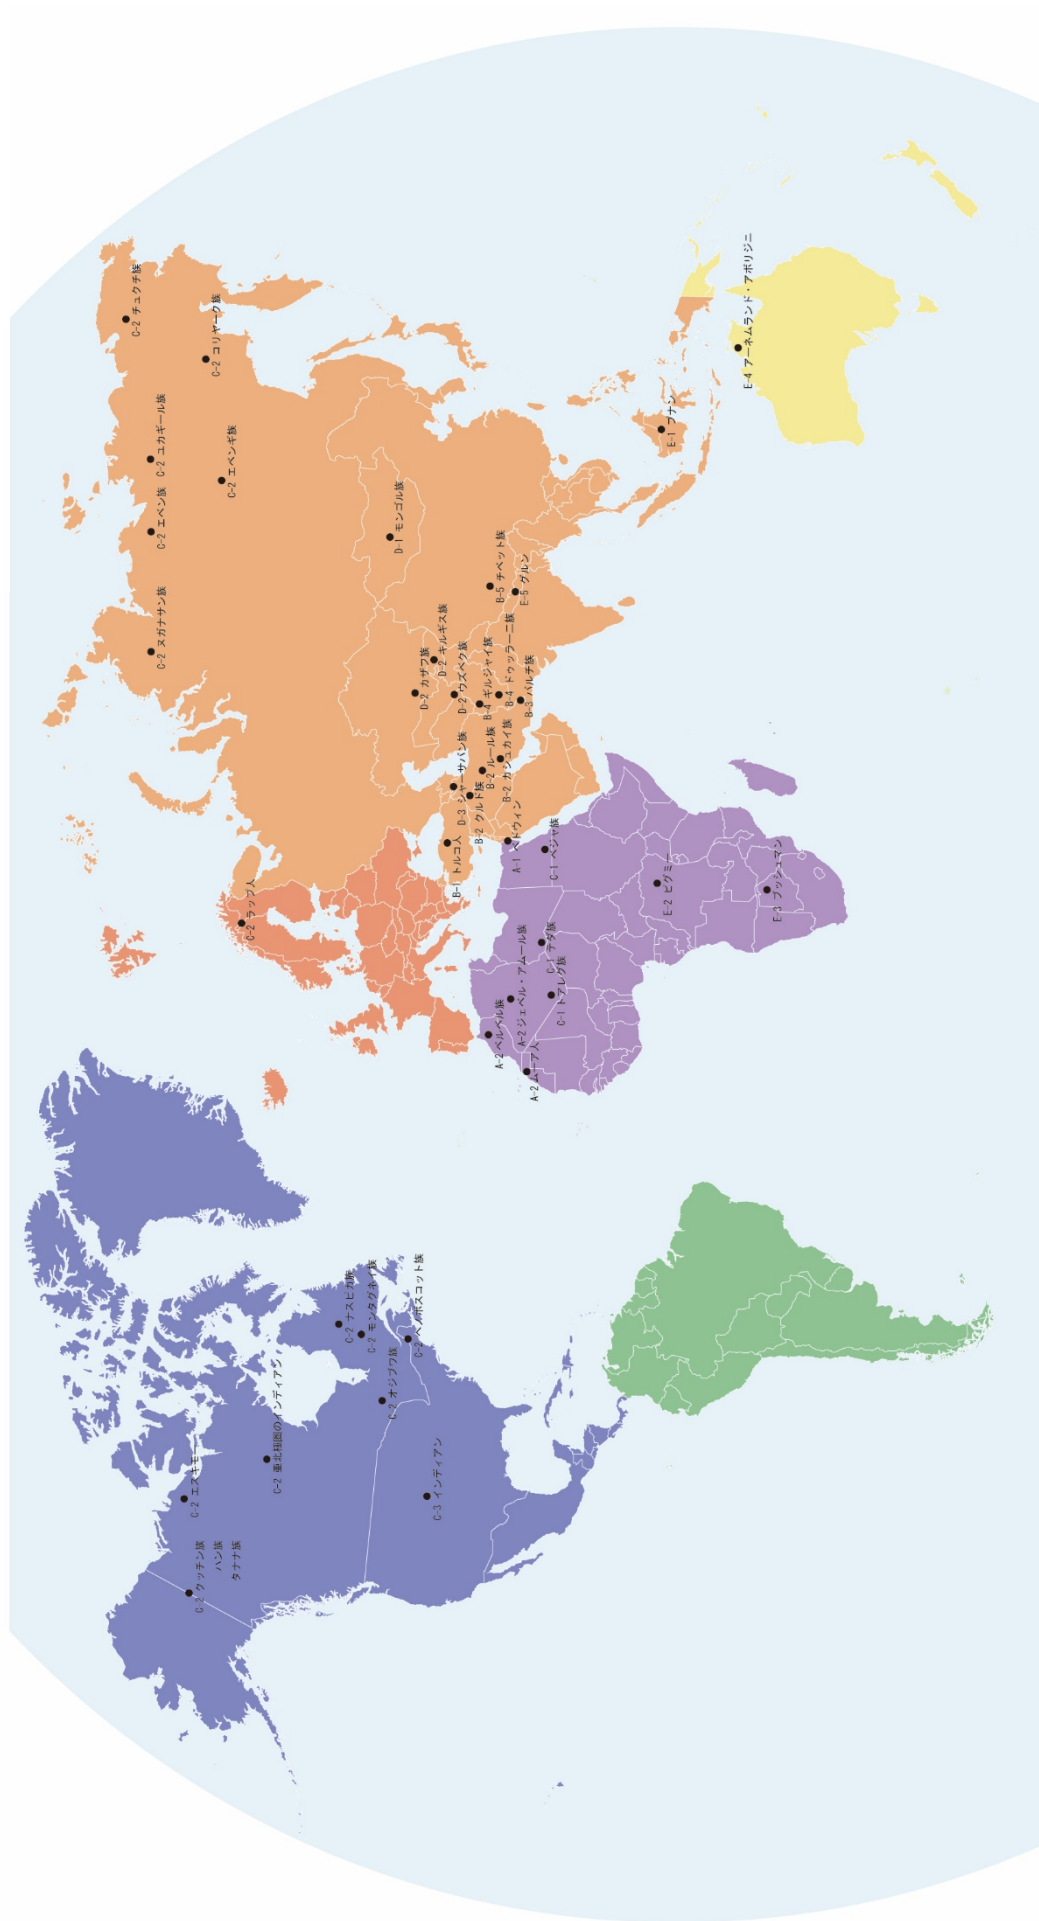 C-2 クッチン族
ハン族
タナナ族
C-2 エスキモー
C-2 亜北極圏のインディアン
C-3 インディアン
C-2 オジブワ族
C-2 ナスピカ族
C-2 モンタグネイ族
C-2 ペノボスコット族
A-2 ムーア人
A-2 ベルベル族
A-2 ジェベル・アムール族
C-1 トアレグ族
C-1 テダ族
C-2 ラップ人
E-2 ピグミー
E-3 ブッシュマン
C-1 ベジャ族
A-1 ベドウィン
B-1 トルコ人
B-2 クルド族
D-3 シャーサバン族
B-2 ルール族
B-2 カシュカイ族
B-4 ギルジャイ族
B-4 ドゥッラーニ族
B-3 バルチ族
D-2 ウズベク族
D-2 カザフ族
D-2 キルギス族
C-2 ヌガナサン族
B-5 チベット族
E-5 グルン
D-1 モンゴル族
C-2 エベン族
C-2 エベンギ族
C-2 ユカギール族
E-1 プナン
C-2 コリヤーク族
C-2 チュクチ族
E-4 アーネムランド・アボリジニ